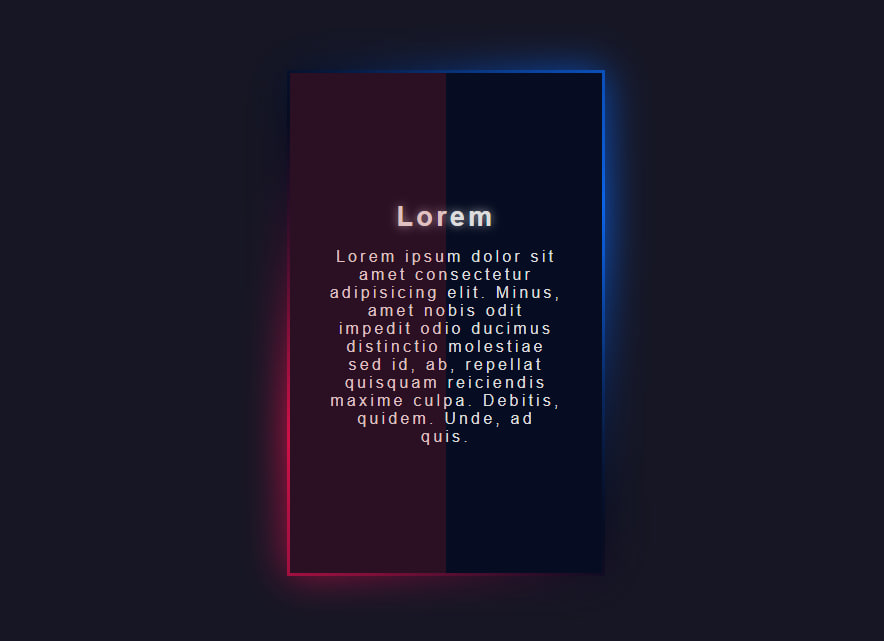 Lorem
Lorem ipsum dolor sit
amet consectetur
adipisicing elit. Minus,
amet nobis odit
impedit odio ducimus
distinctio molestiae
sed id, ab, repellat
quisquam reiciendis
maxime culpa. Debitis,
quidem. Unde, ad
quis.